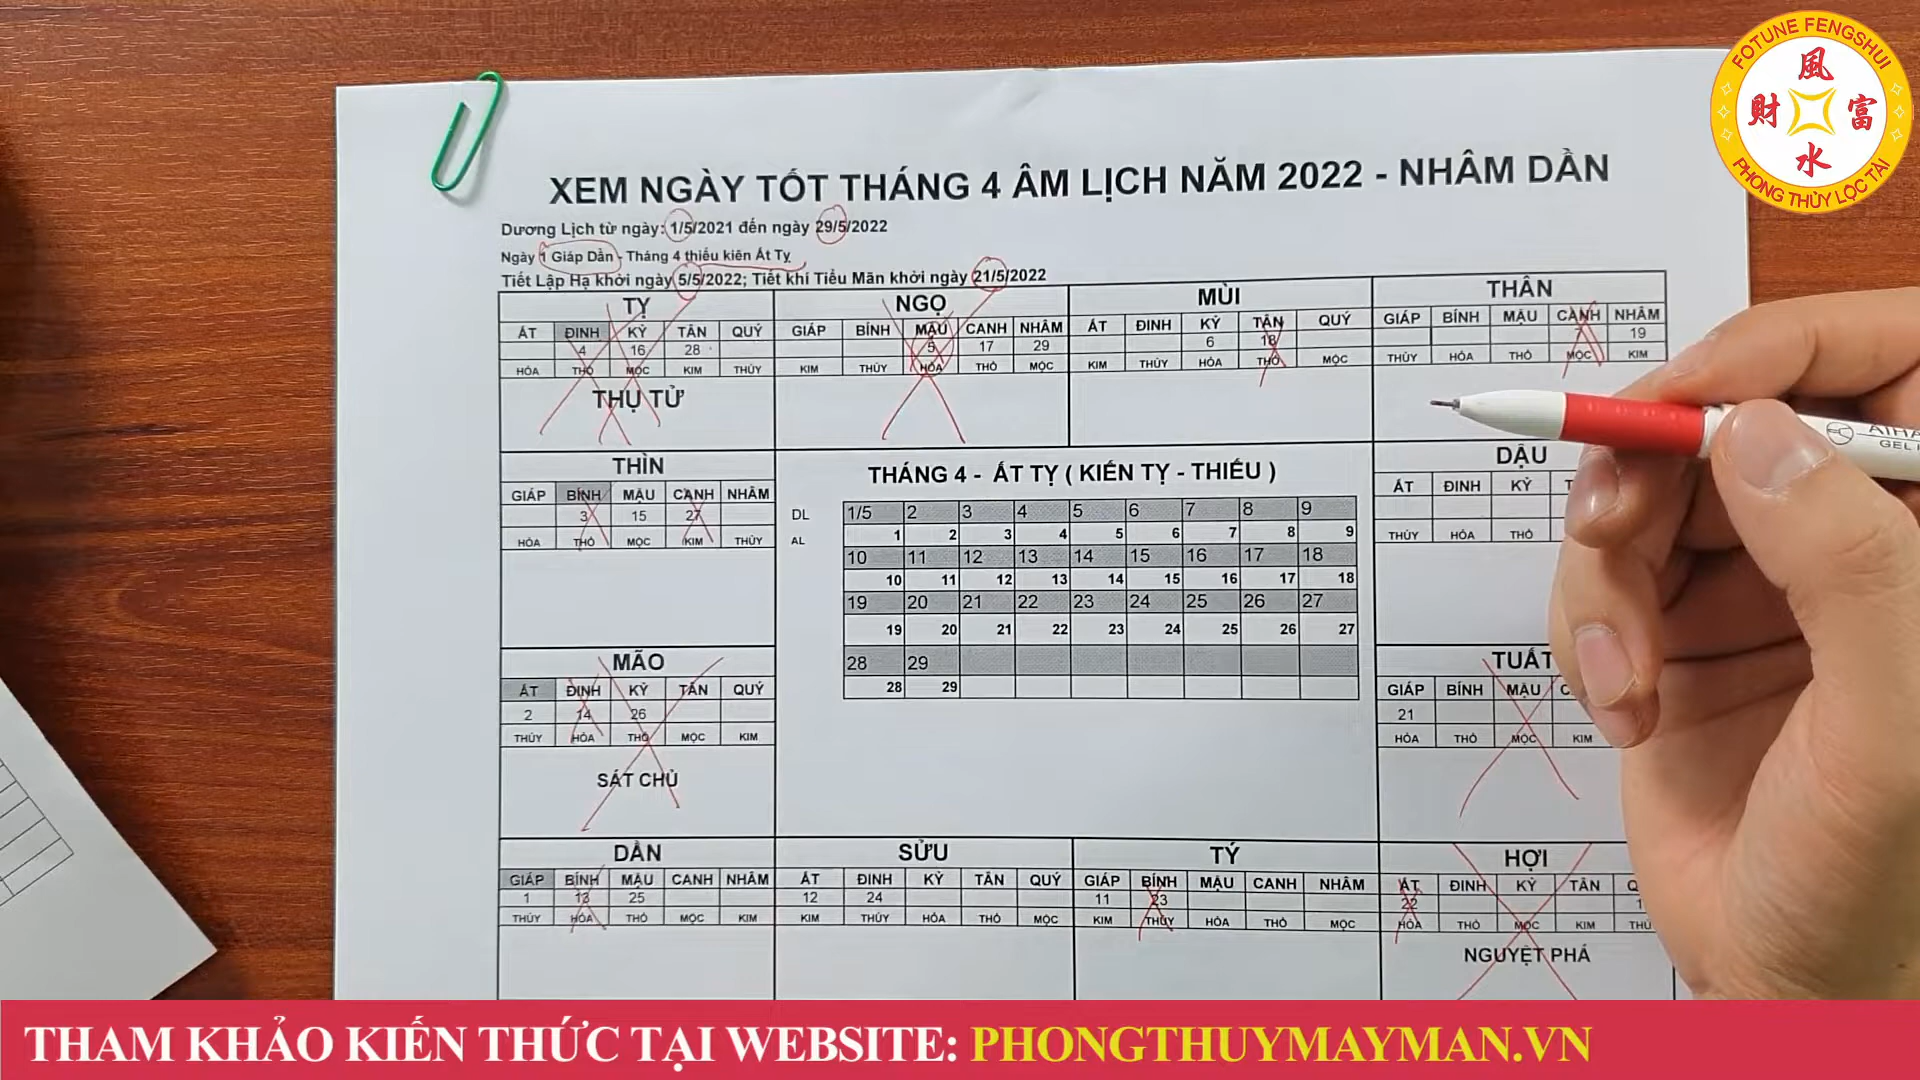 FOTUNE FENGSHUI
風
財 富
水
PHONG THỦY LỘC TÀI
XEM NGÀY TỐT THÁNG 4 ÂM LỊCH NĂM 2022 - NHÂM DẦN
Dương Lịch từ ngày: 1/5/2021 đến ngày 29/5/2022
Ngày 1 Giáp Dần - Tháng 4 thiếu kiên Ất Tỵ
Tiết Lập Hạ khởi ngày 5/5/2022; Tiết khí Tiểu Mãn khởi ngày 21/5/2022
TỴ
ẤT ĐINH KỶ TÂN QUÝ
4 16 28
HỎA THỔ MỘC KIM THỦY
THỤ TỬ
NGỌ
GIÁP BÍNH MẬU CANH NHÂM
5 17 29
KIM THỦY HỎA THỔ MỘC
MÙI
ẤT ĐINH KỶ TÂN QUÝ
6 18
KIM THỦY HỎA THỔ MỘC
THÂN
GIÁP BÍNH MẬU CANH NHÂM
7 19
THỦY HỎA THỔ MỘC KIM
THÌN
GIÁP BÍNH MẬU CANH NHÂM
3 15 27
HỎA THỔ MỘC KIM THỦY
THÁNG 4 - ẤT TỴ ( KIẾN TỴ - THIẾU )
DL 1/5 2 3 4 5 6 7 8 9
AL 1 2 3 4 5 6 7 8 9
10 11 12 13 14 15 16 17 18
10 11 12 13 14 15 16 17 18
19 20 21 22 23 24 25 26 27
19 20 21 22 23 24 25 26 27
28 29
28 29
DẬU
ẤT ĐINH KỶ
THỦY HỎA THỔ
MÃO
ẤT ĐINH KỶ TÂN QUÝ
2 14 26
THỦY HỎA THỔ MỘC KIM
SÁT CHỦ
TUẤT
GIÁP BÍNH MẬU
21
HỎA THỔ MỘC KIM
DẦN
GIÁP BÍNH MẬU CANH NHÂM
1 13 25
THỦY HỎA THỔ MỘC KIM
SỬU
ẤT ĐINH KỶ TÂN QUÝ
12 24
KIM THỦY HỎA THỔ MỘC
TÝ
GIÁP BÍNH MẬU CANH NHÂM
11 23
KIM THỦY HỎA THỔ MỘC
HỢI
ẤT ĐINH KỶ TÂN
22
HỎA THỔ MỘC KIM
NGUYỆT PHÁ
THAM KHẢO KIẾN THỨC TẠI WEBSITE: PHONGTHUYMAYMAN.VN